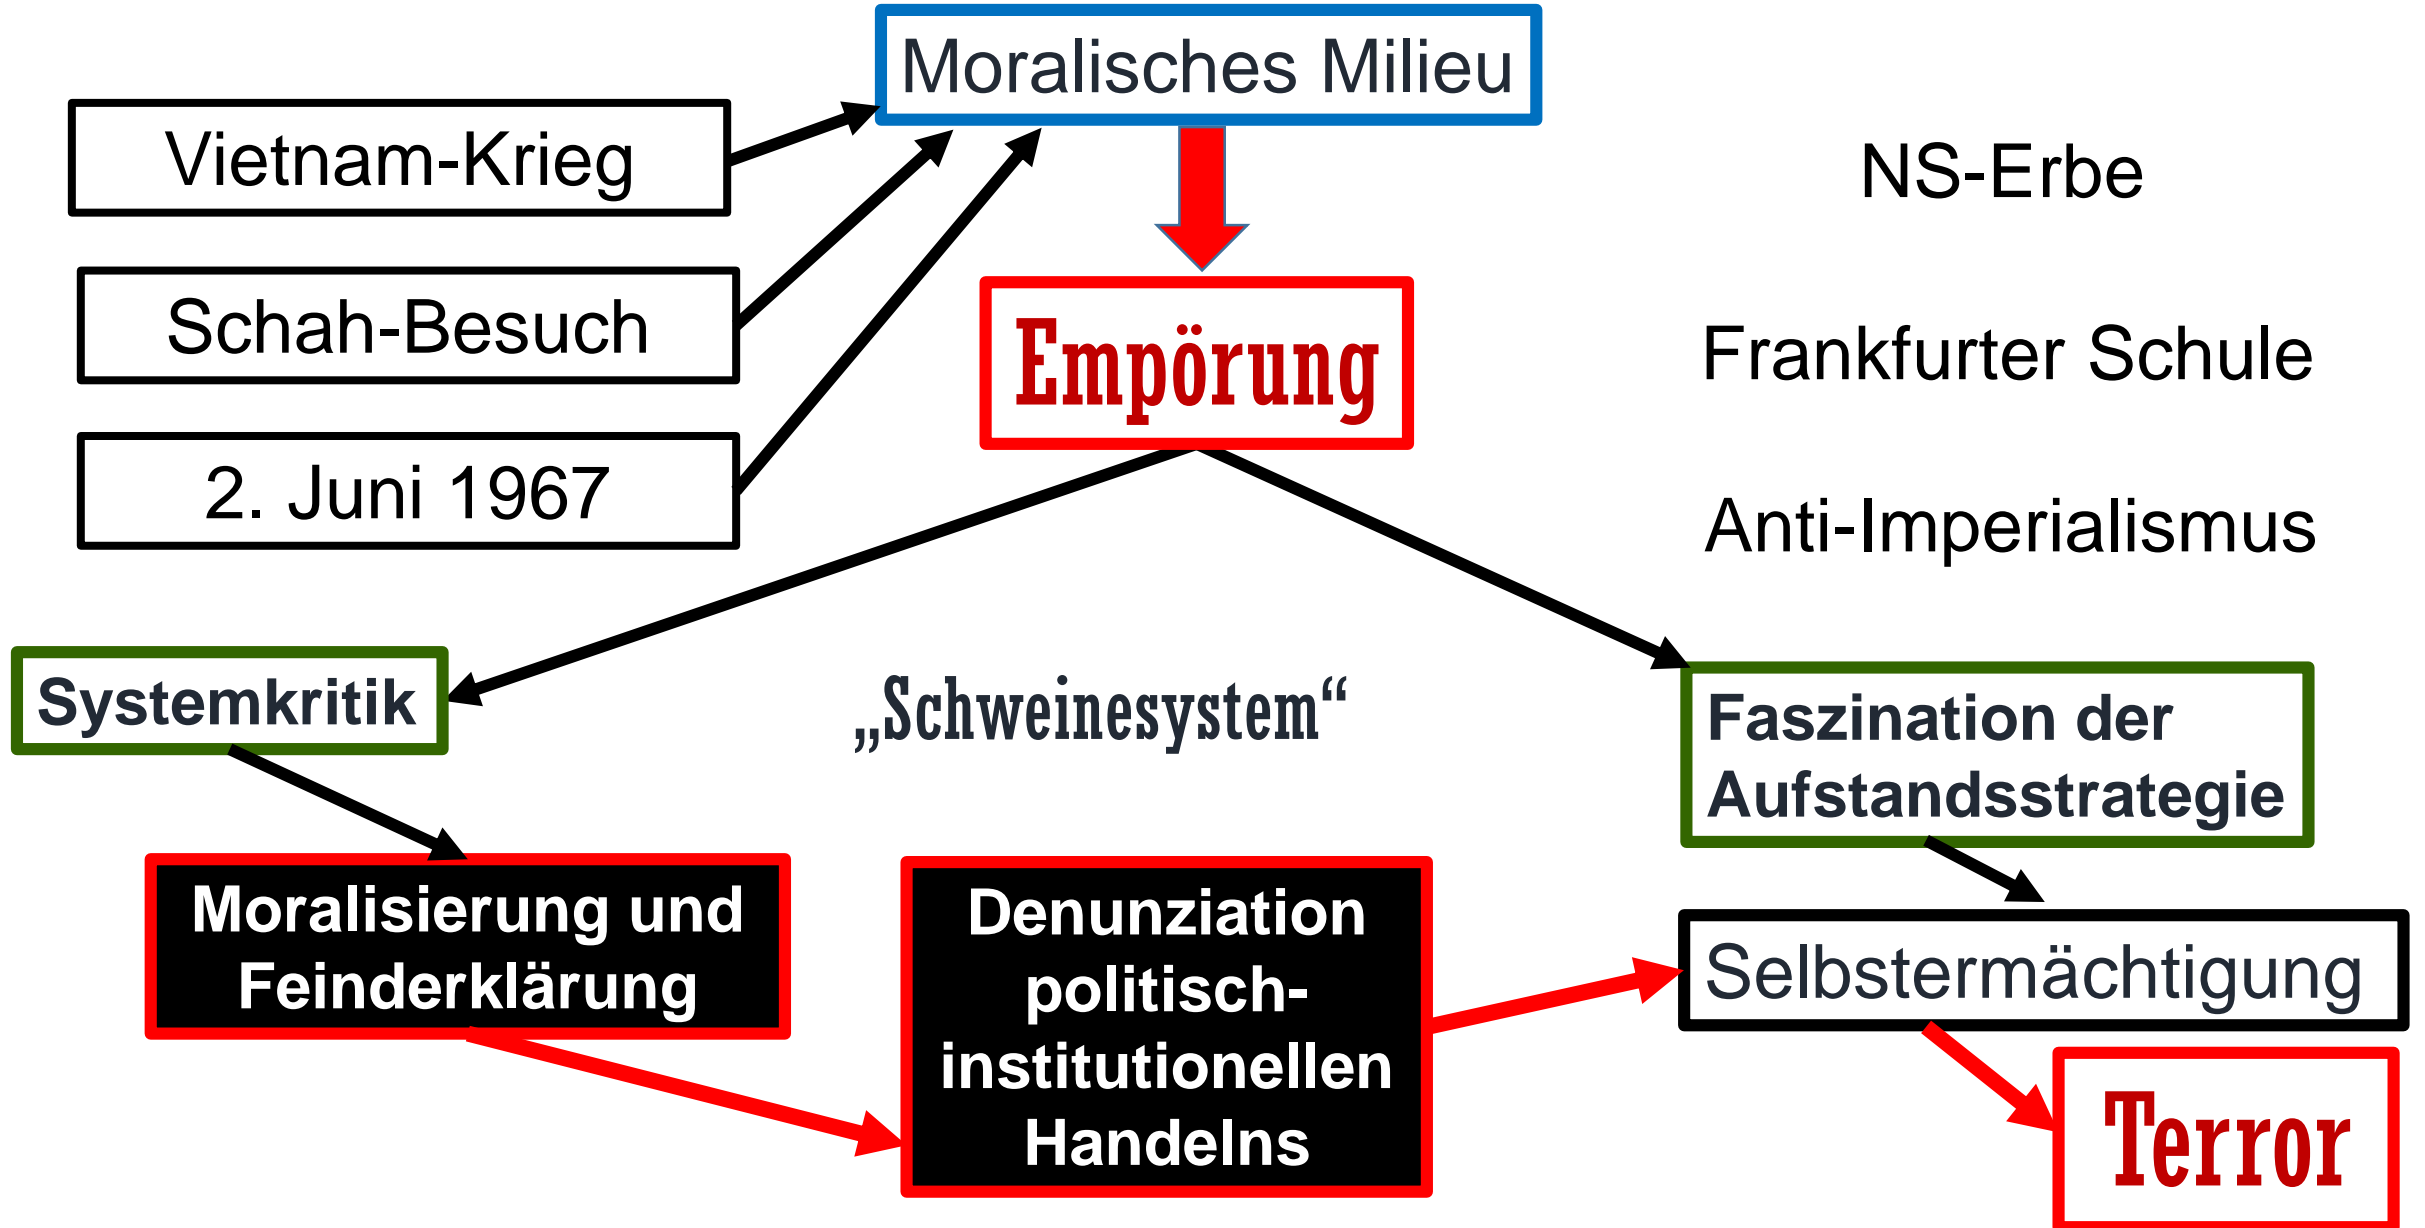 Moralisches Milieu
Vietnam-Krieg
NS-Erbe
Schah-Besuch
Empörung
Frankfurter Schule
2. Juni 1967
Anti-Imperialismus
Systemkritik
„Schweinesystem“
Faszination der
Aufstandsstrategie
Moralisierung und
Feinderklärung
Denunziation
politisch-
institutionellen
Handelns
Selbstermächtigung
Terror